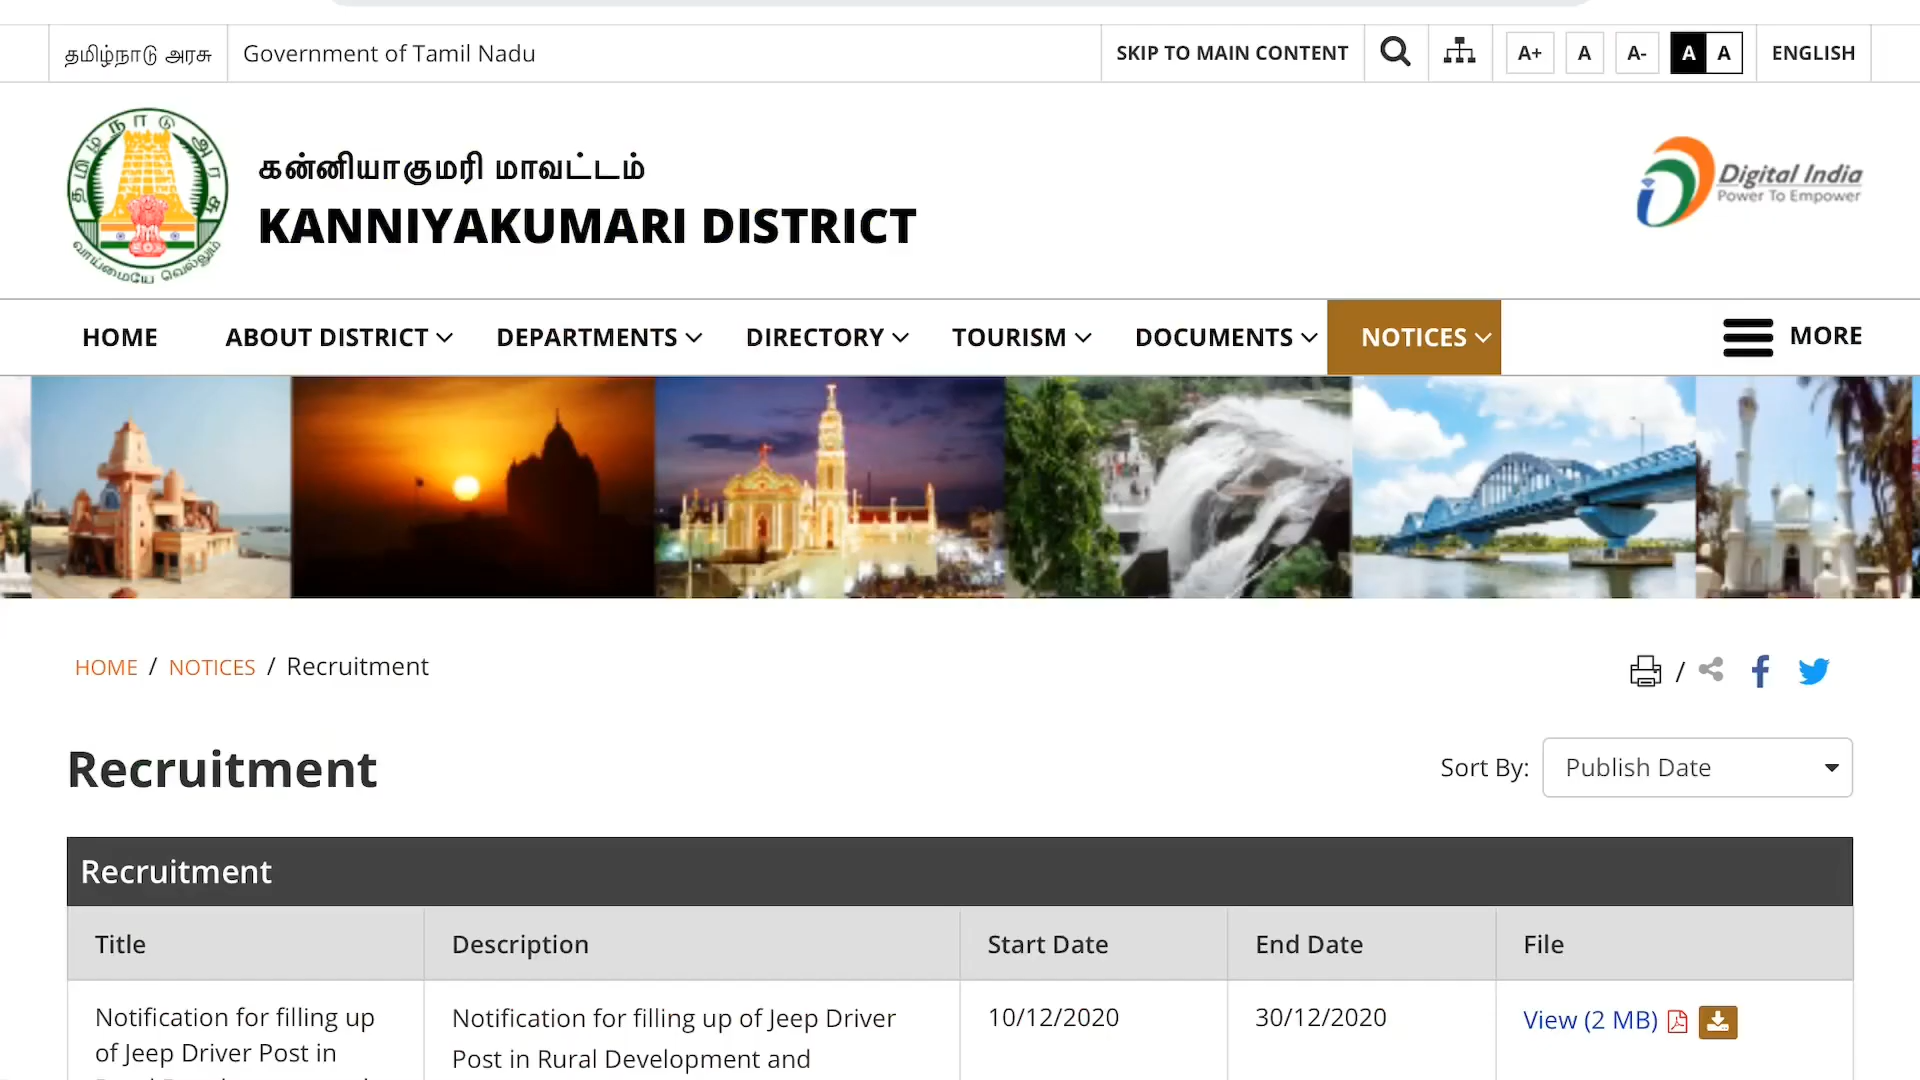 தமிழ்நாடு அரசு
Government of Tamil Nadu
SKIP TO MAIN CONTENT
A+
A
A-
A A
ENGLISH
தமிழ்நாடு அரசு
வாய்மையே வெல்லும்
கன்னியாகுமரி மாவட்டம்
KANNIYAKUMARI DISTRICT
Digital India
Power To Empower
HOME
ABOUT DISTRICT
DEPARTMENTS
DIRECTORY
TOURISM
DOCUMENTS
NOTICES
MORE
HOME / NOTICES / Recruitment
/
Recruitment
Sort By:
Publish Date
Recruitment
Title
Description
Start Date
End Date
File
Notification for filling up
of Jeep Driver Post in
Notification for filling up of Jeep Driver
Post in Rural Development and
10/12/2020
30/12/2020
View (2 MB)